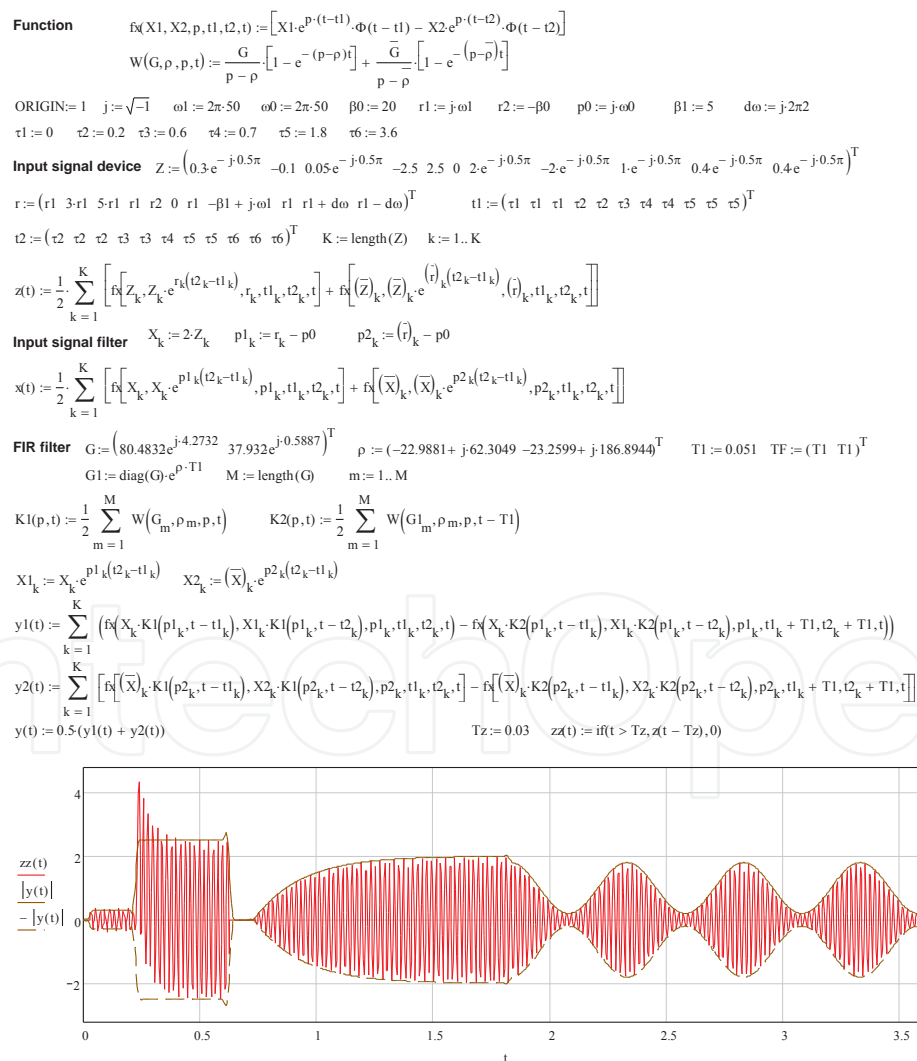 Function fx(X1, X2, p, t1, t2, t) := [X1·e^{p·(t−t1)}·Φ(t − t1) − X2·e^{p·(t−t2)}·Φ(t − t2)]
W(G, ρ, p, t) := G/(p − ρ)·[1 − e^{−(p−ρ)t}] + G̅/(p − ρ̅)·[1 − e^{−(p−ρ̅)t}]
ORIGIN:= 1 j := √−1 ω1 := 2π·50 ω0 := 2π·50 β0 := 20 r1 := j·ω1 r2 := −β0 p0 := j·ω0 β1 := 5 dω := j·2π2
τ1 := 0 τ2 := 0.2 τ3 := 0.6 τ4 := 0.7 τ5 := 1.8 τ6 := 3.6
Input signal device Z := (0.3·e^{−j·0.5π} −0.1 0.05·e^{−j·0.5π} −2.5 2.5 0 2·e^{−j·0.5π} −2·e^{−j·0.5π} 1·e^{−j·0.5π} 0.4·e^{−j·0.5π} 0.4·e^{−j·0.5π})^T
r := (r1 3·r1 5·r1 r1 r2 0 r1 −β1 + j·ω1 r1 r1 + dω r1 − dω)^T t1 := (τ1 τ1 τ1 τ2 τ2 τ3 τ4 τ4 τ5 τ5 τ5)^T
t2 := (τ2 τ2 τ2 τ3 τ3 τ4 τ5 τ5 τ6 τ6 τ6)^T K := length(Z) k := 1.. K
z(t) := 1/2·∑_{k = 1}^{K} [fx[Z_k, Z_k·e^{r_k(t2_k−t1_k)}, r_k, t1_k, t2_k, t] + fx[(Z̅)_k, (Z̅)_k·e^{(r̅)_k(t2_k−t1_k)}, (r̅)_k, t1_k, t2_k, t]]
Input signal filter X_k := 2·Z_k p1_k := r_k − p0 p2_k := (r̅)_k − p0
x(t) := 1/2·∑_{k = 1}^{K} [fx[X_k, X_k·e^{p1_k(t2_k−t1_k)}, p1_k, t1_k, t2_k, t] + fx[(X̅)_k, (X̅)_k·e^{p2_k(t2_k−t1_k)}, p2_k, t1_k, t2_k, t]]
FIR filter G := (80.4832e^{j·4.2732} 37.932e^{j·0.5887})^T ρ := (−22.9881+ j·62.3049 −23.2599+ j·186.8944)^T T1 := 0.051 TF := (T1 T1)^T
G1 := diag(G)·e^{ρ·T1} M := length(G) m := 1.. M
K1(p, t) := 1/2·∑_{m = 1}^{M} W(G_m, ρ_m, p, t) K2(p, t) := 1/2·∑_{m = 1}^{M} W(G1_m, ρ_m, p, t − T1)
X1_k := X_k·e^{p1_k(t2_k−t1_k)} X2_k := (X̅)_k·e^{p2_k(t2_k−t1_k)}
y1(t) := ∑_{k = 1}^{K} (fx(X_k·K1(p1_k, t − t1_k), X1_k·K1(p1_k, t − t2_k), p1_k, t1_k, t2_k, t) − fx(X_k·K2(p1_k, t − t1_k), X1_k·K2(p1_k, t − t2_k), p1_k, t1_k + T1, t2_k + T1, t))
y2(t) := ∑_{k = 1}^{K} [fx[(X̅)_k·K1(p2_k, t − t1_k), X2_k·K1(p2_k, t − t2_k), p2_k, t1_k, t2_k, t] − fx[(X̅)_k·K2(p2_k, t − t1_k), X2_k·K2(p2_k, t − t2_k), p2_k, t1_k + T1, t2_k + T1, t]]
y(t) := 0.5·(y1(t) + y2(t)) Tz := 0.03 zz(t) := if(t > Tz, z(t − Tz), 0)
4
2
0
−2
zz(t)
|y(t)|
− |y(t)|
0 0.5 1 1.5 2 2.5 3 3.5
t
ntechOpe